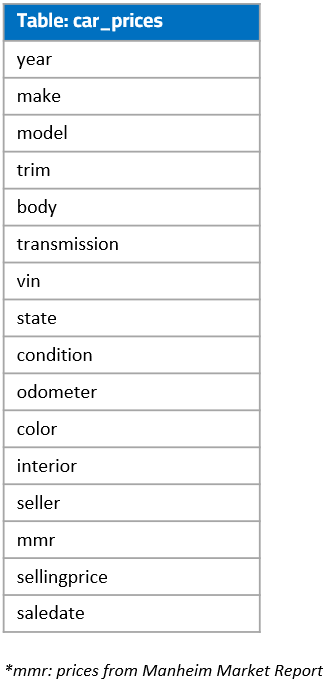 Table: car_prices
year
make
model
trim
body
transmission
vin
state
condition
odometer
color
interior
seller
mmr
sellingprice
saledate
*mmr: prices from Manheim Market Report